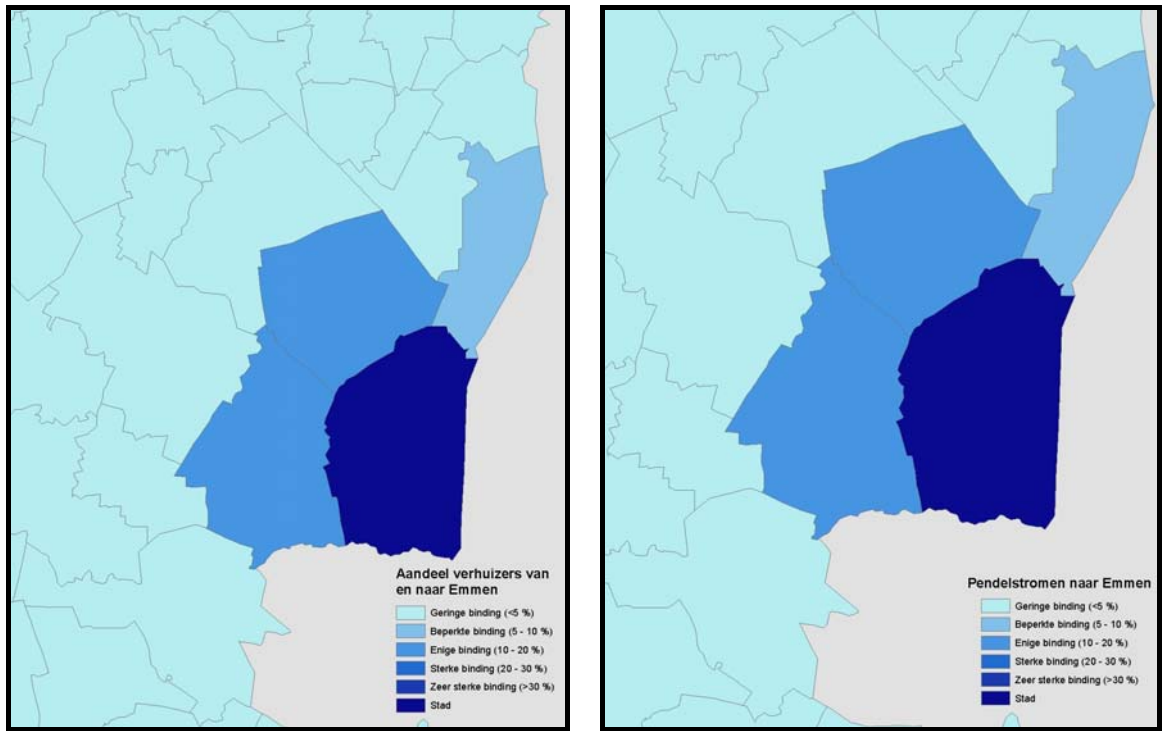 Aandeel verhuizers van
en naar Emmen
Geringe binding (<5 %)
Beperkte binding (5 - 10 %)
Enige binding (10 - 20 %)
Sterke binding (20 - 30 %)
Zeer sterke binding (>30 %)
Stad
Pendelstromen naar Emmen
Geringe binding (<5 %)
Beperkte binding (5 - 10 %)
Enige binding (10 - 20 %)
Sterke binding (20 - 30 %)
Zeer sterke binding (>30 %)
Stad